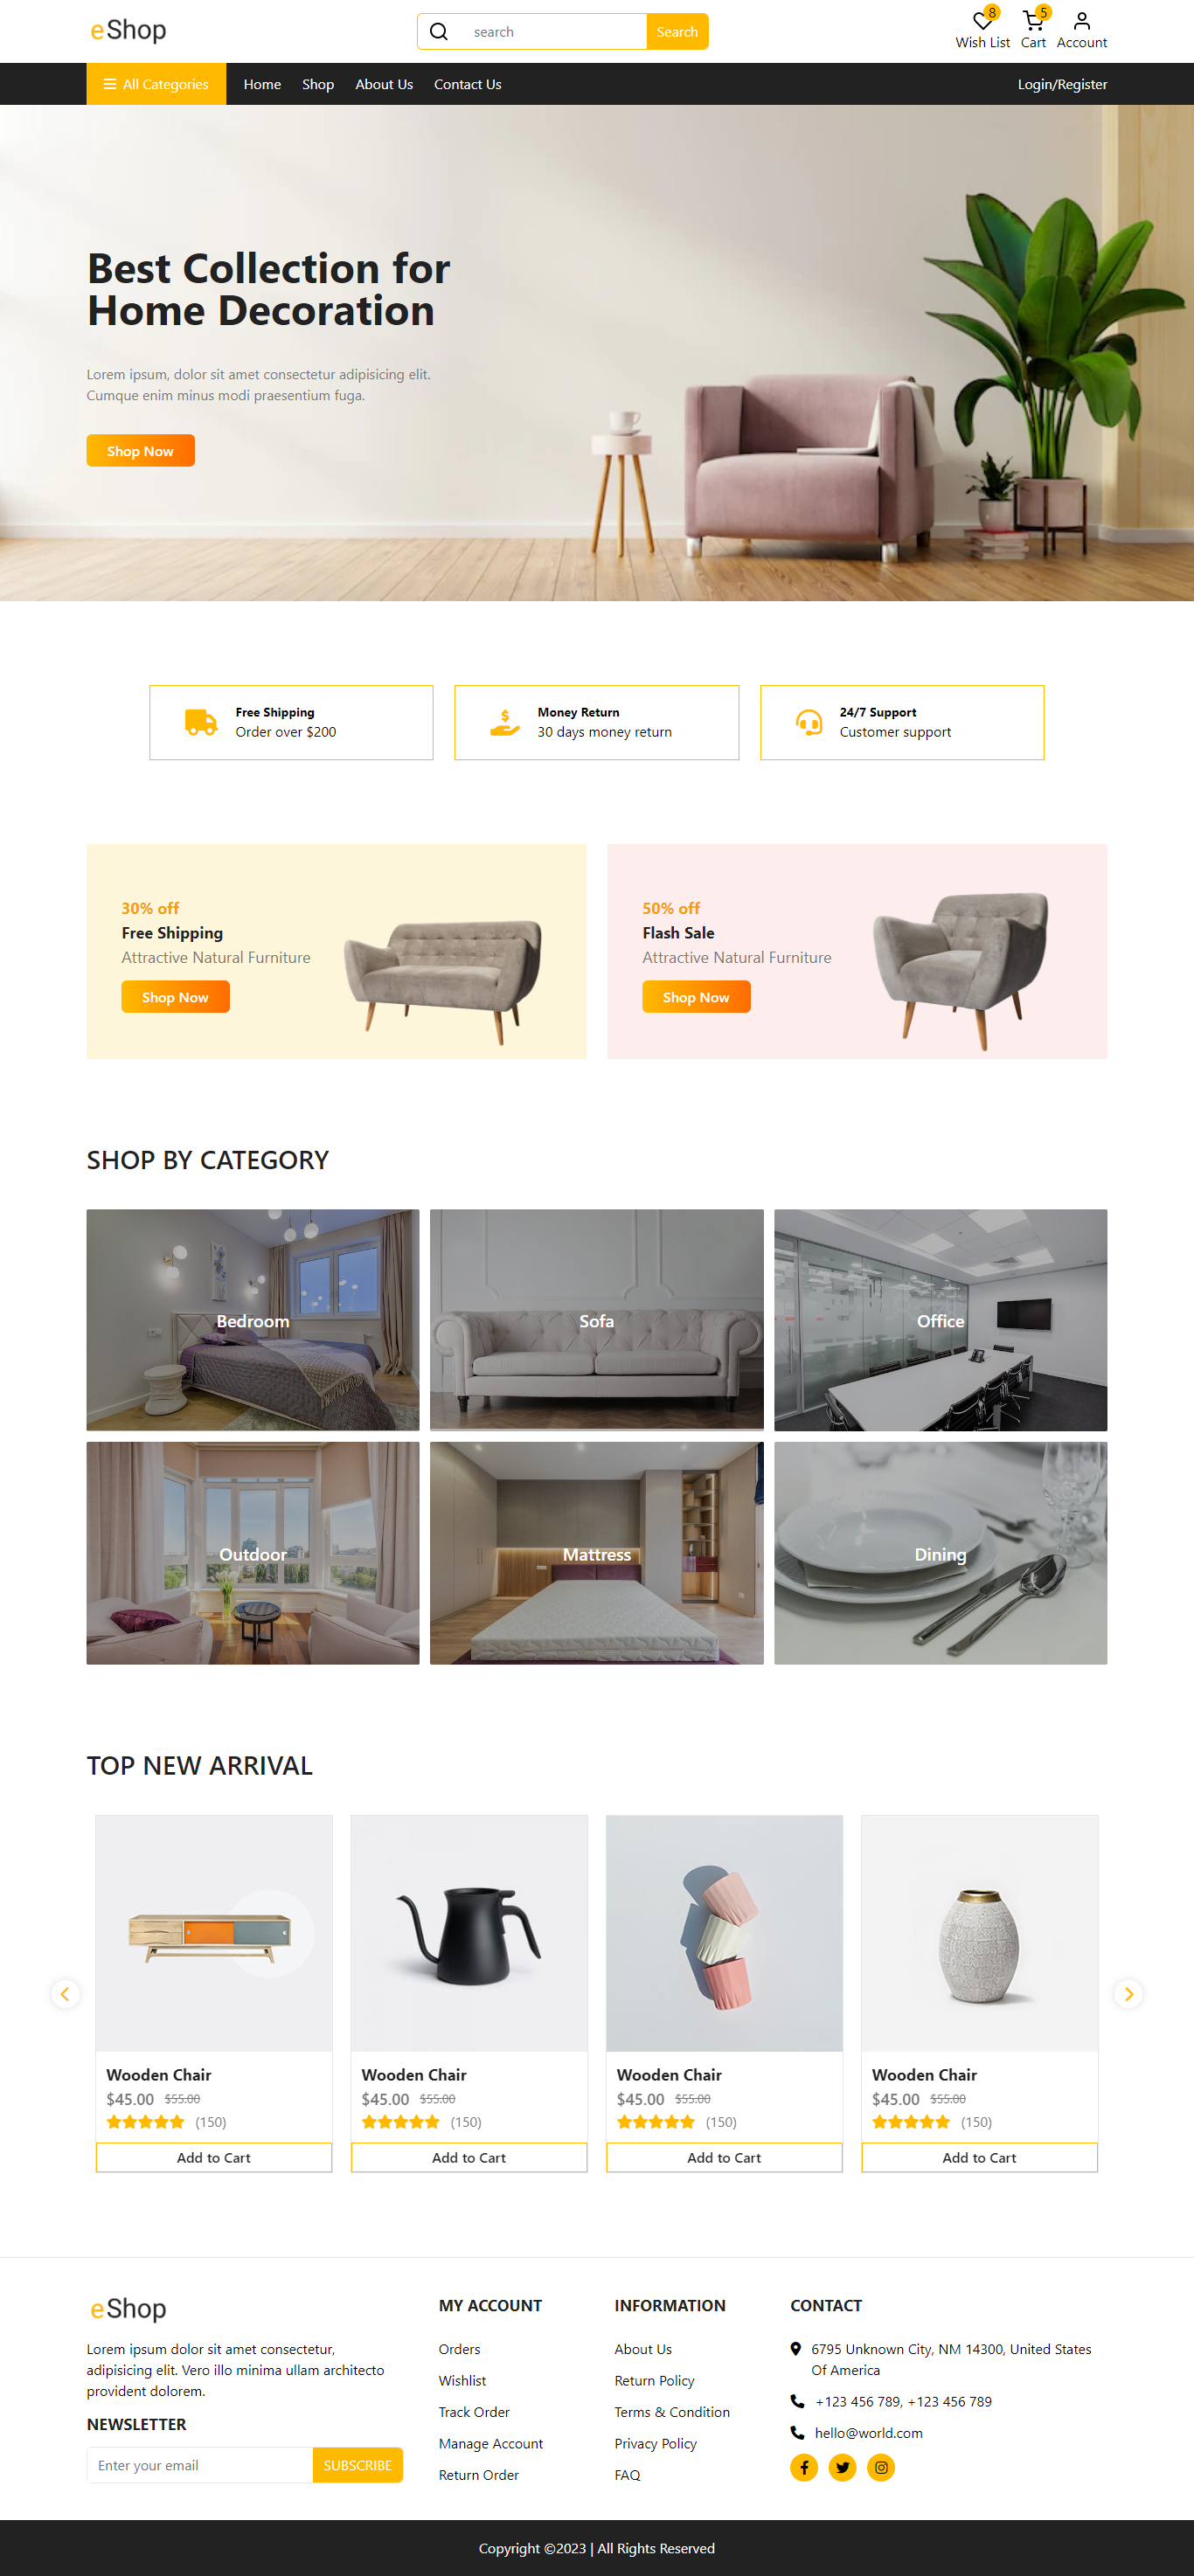 eShop
search
Search
8
5
Wish List
Cart
Account
All Categories
Home
Shop
About Us
Contact Us
Login/Register
Best Collection for
Home Decoration
Lorem ipsum, dolor sit amet consectetur adipisicing elit.
Cumque enim minus modi praesentium fuga.
Shop Now
Free Shipping
Order over $200
Money Return
30 days money return
24/7 Support
Customer support
30% off
Free Shipping
Attractive Natural Furniture
Shop Now
50% off
Flash Sale
Attractive Natural Furniture
Shop Now
SHOP BY CATEGORY
Bedroom
Sofa
Office
Outdoor
Mattress
Dining
TOP NEW ARRIVAL
Wooden Chair
$45.00 $55.00
(150)
Add to Cart
Wooden Chair
$45.00 $55.00
(150)
Add to Cart
Wooden Chair
$45.00 $55.00
(150)
Add to Cart
Wooden Chair
$45.00 $55.00
(150)
Add to Cart
eShop
Lorem ipsum dolor sit amet consectetur,
adipisicing elit. Vero illo minima ullam architecto
provident dolorem.
NEWSLETTER
Enter your email
SUBSCRIBE
MY ACCOUNT
Orders
Wishlist
Track Order
Manage Account
Return Order
INFORMATION
About Us
Return Policy
Terms & Condition
Privacy Policy
FAQ
CONTACT
6795 Unknown City, NM 14300, United States
Of America
+123 456 789, +123 456 789
hello@world.com
Copyright ©2023 | All Rights Reserved